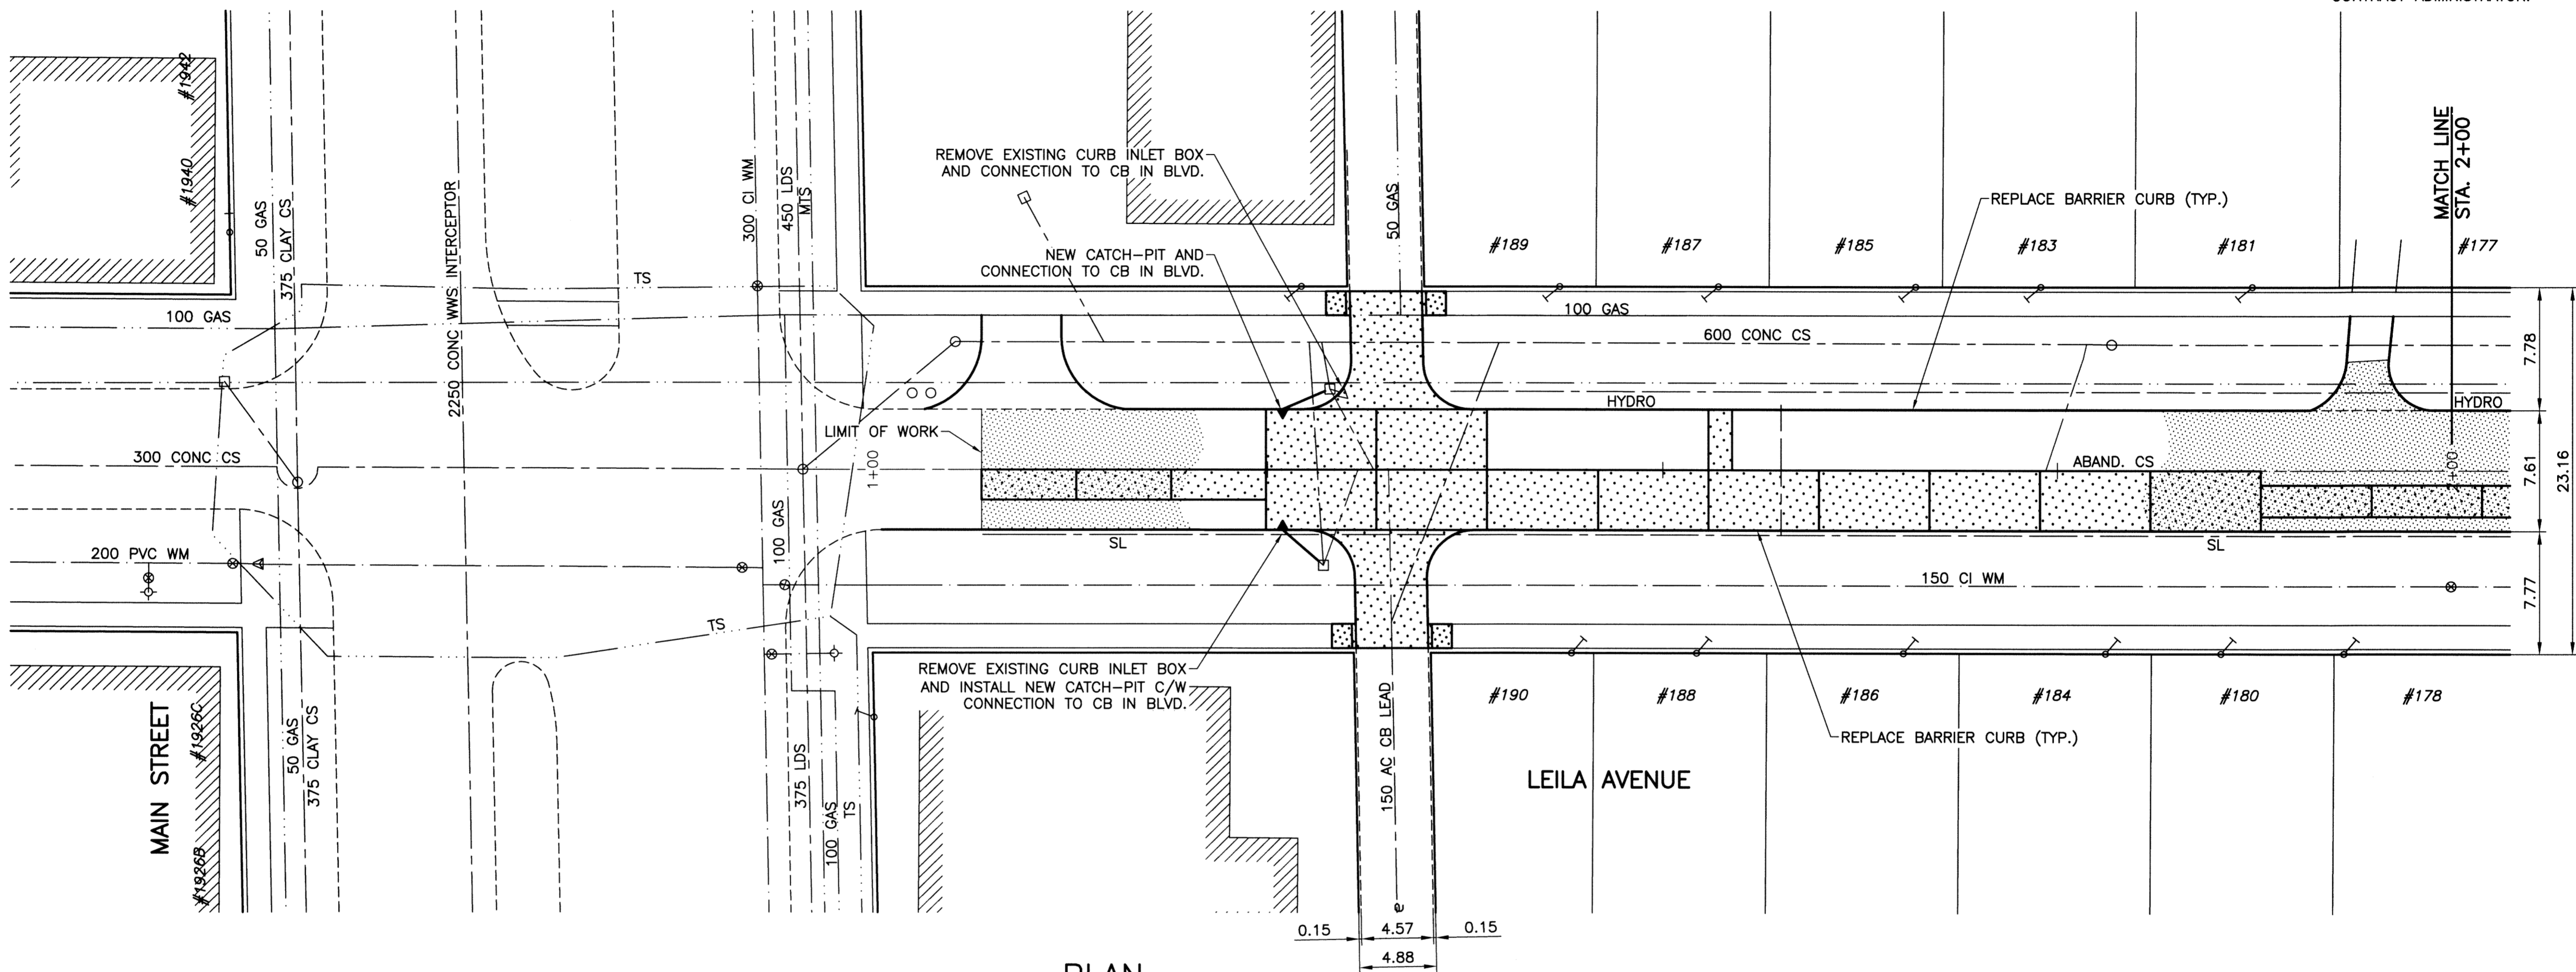 CONTRACT ADMINISTRATOR.
#1942
#1940
50 GAS
375 CLAY CS
2250 CONC WWS INTERCEPTOR
300 CI WM
450 LDS
MTS
REMOVE EXISTING CURB INLET BOX
AND CONNECTION TO CB IN BLVD.
NEW CATCH-PIT AND
CONNECTION TO CB IN BLVD.
50 GAS
REPLACE BARRIER CURB (TYP.)
MATCH LINE
STA. 2+00
#189
#187
#185
#183
#181
#177
TS
100 GAS
100 GAS
600 CONC CS
7.78
HYDRO
HYDRO
LIMIT OF WORK
300 CONC CS
1+00
ABAND. CS
2+00
7.61
23.16
100 GAS
SL
SL
200 PVC WM
150 CI WM
7.77
TS
REMOVE EXISTING CURB INLET BOX
AND INSTALL NEW CATCH-PIT C/W
CONNECTION TO CB IN BLVD.
#190
#188
#186
#184
#180
#178
MAIN STREET
#1926C
#1926B
50 GAS
375 CLAY CS
375 LDS
100 GAS
TS
150 AC CB LEAD
REPLACE BARRIER CURB (TYP.)
LEILA AVENUE
0.15
4.57
0.15
4.88
PLAN